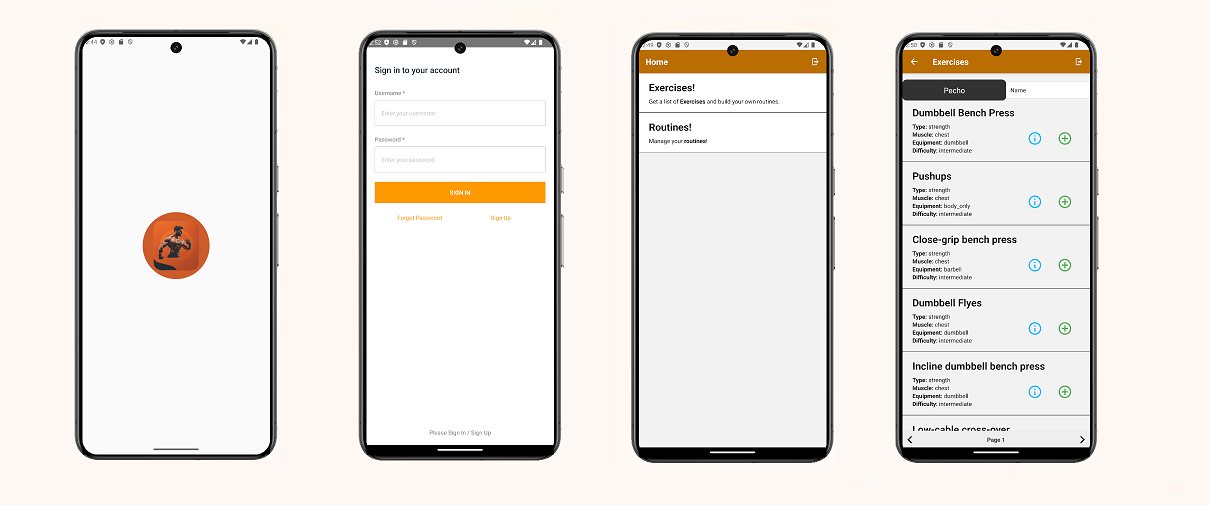 :44
:52
Sign in to your account
Username *
Enter your username
Password *
Enter your password
SIGN IN
Forgot Password
Sign Up
Please Sign In / Sign Up
:49
Home
Exercises!
Get a list of Exercises and build your own routines.
Routines!
Manage your routines!
:50
Exercises
Pecho
Name
Dumbbell Bench Press
Type: strength
Muscle: chest
Equipment: dumbbell
Difficulty: intermediate
Pushups
Type: strength
Muscle: chest
Equipment: body_only
Difficulty: intermediate
Close-grip bench press
Type: strength
Muscle: chest
Equipment: barbell
Difficulty: intermediate
Dumbbell Flyes
Type: strength
Muscle: chest
Equipment: dumbbell
Difficulty: intermediate
Incline dumbbell bench press
Type: strength
Muscle: chest
Equipment: dumbbell
Difficulty: intermediate
Low-cable cross-over
Page 1